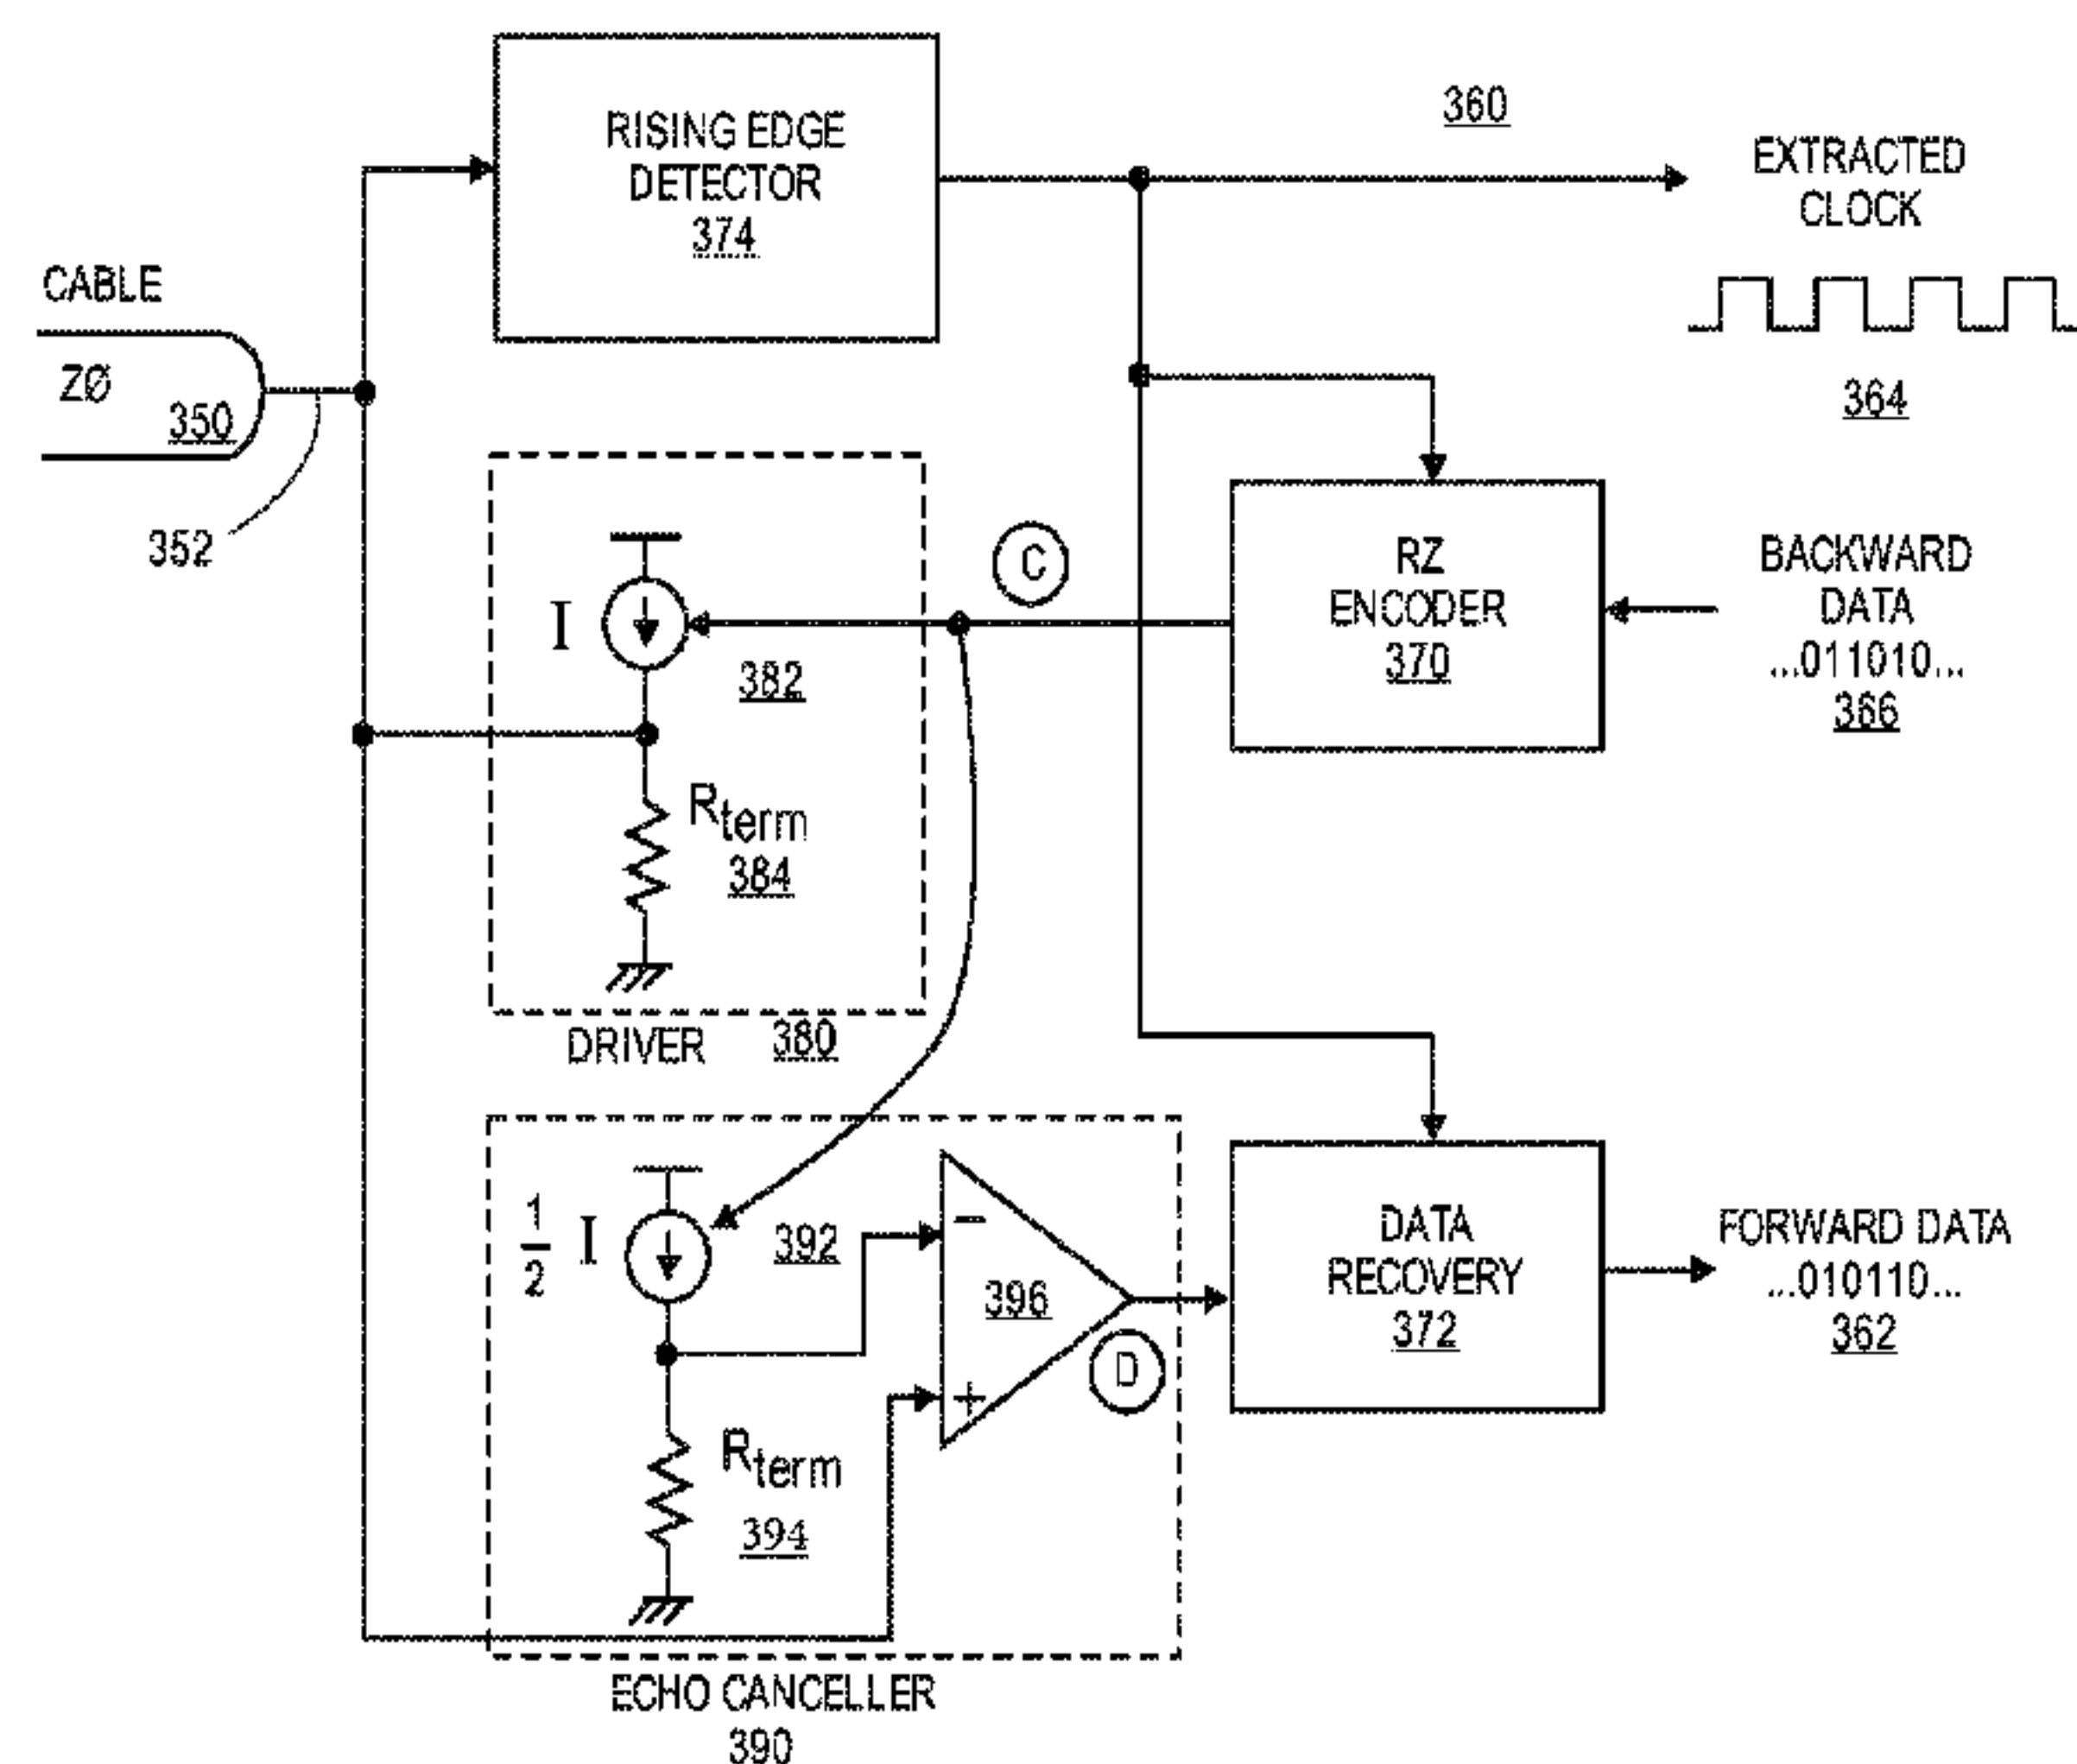 360
RISING EDGE
DETECTOR
374
EXTRACTED
CLOCK
364
CABLE
ZØ
350
352
I
382
C
RZ
ENCODER
370
BACKWARD
DATA
...011010...
366
Rterm
384
DRIVER 380
1/2 I
392
-
396
+
D
Rterm
394
DATA
RECOVERY
372
FORWARD DATA
...010110...
362
ECHO CANCELLER
390